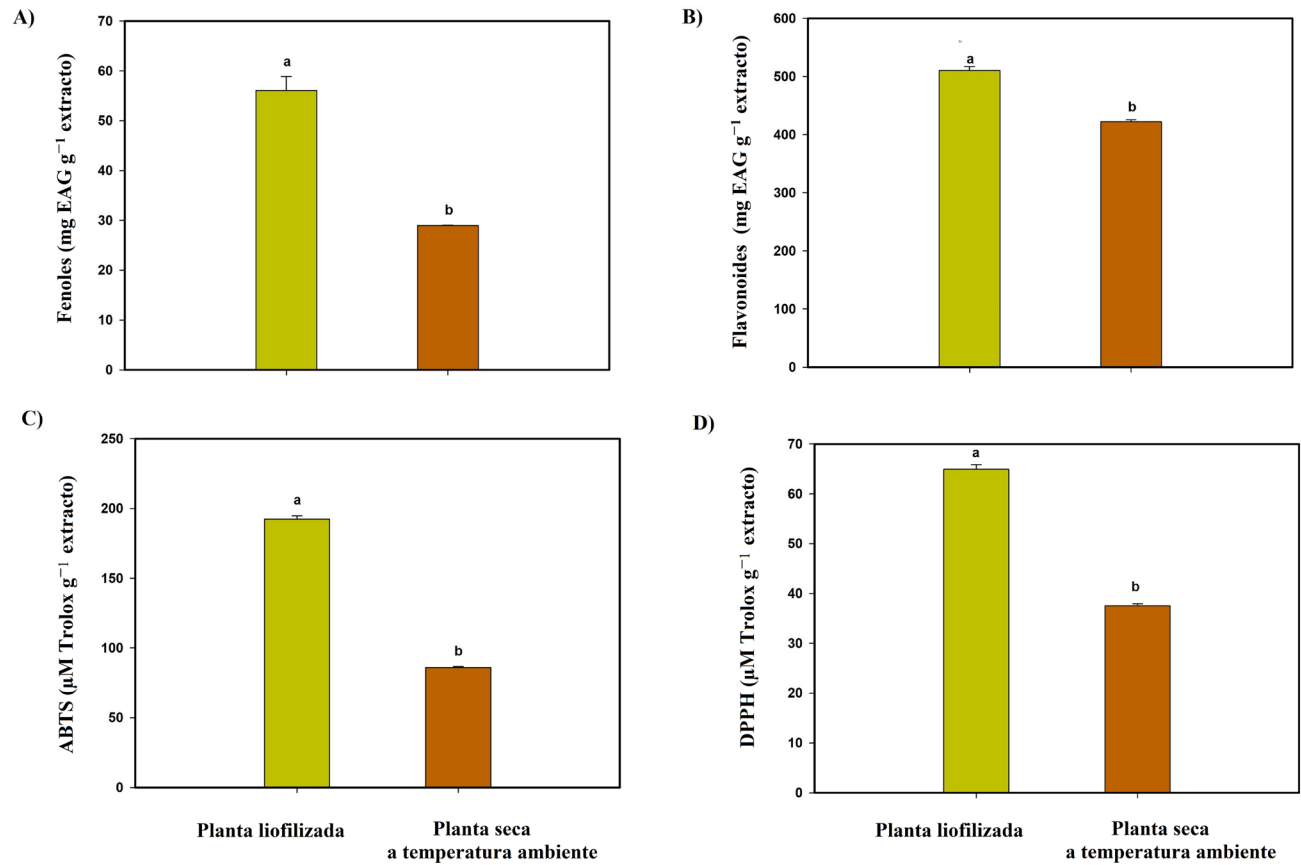 A)
Fenoles (mg EAG g⁻¹ extracto)
70
60
50
40
30
20
10
0
a
b
B)
Flavonoides (mg EAG g⁻¹ extracto)
600
500
400
300
200
100
0
a
b
C)
ABTS (µM Trolox g⁻¹ extracto)
250
200
150
100
50
0
a
b
Planta liofilizada
Planta seca
a temperatura ambiente
D)
DPPH (µM Trolox g⁻¹ extracto)
70
60
50
40
30
20
10
0
a
b
Planta liofilizada
Planta seca
a temperatura ambiente